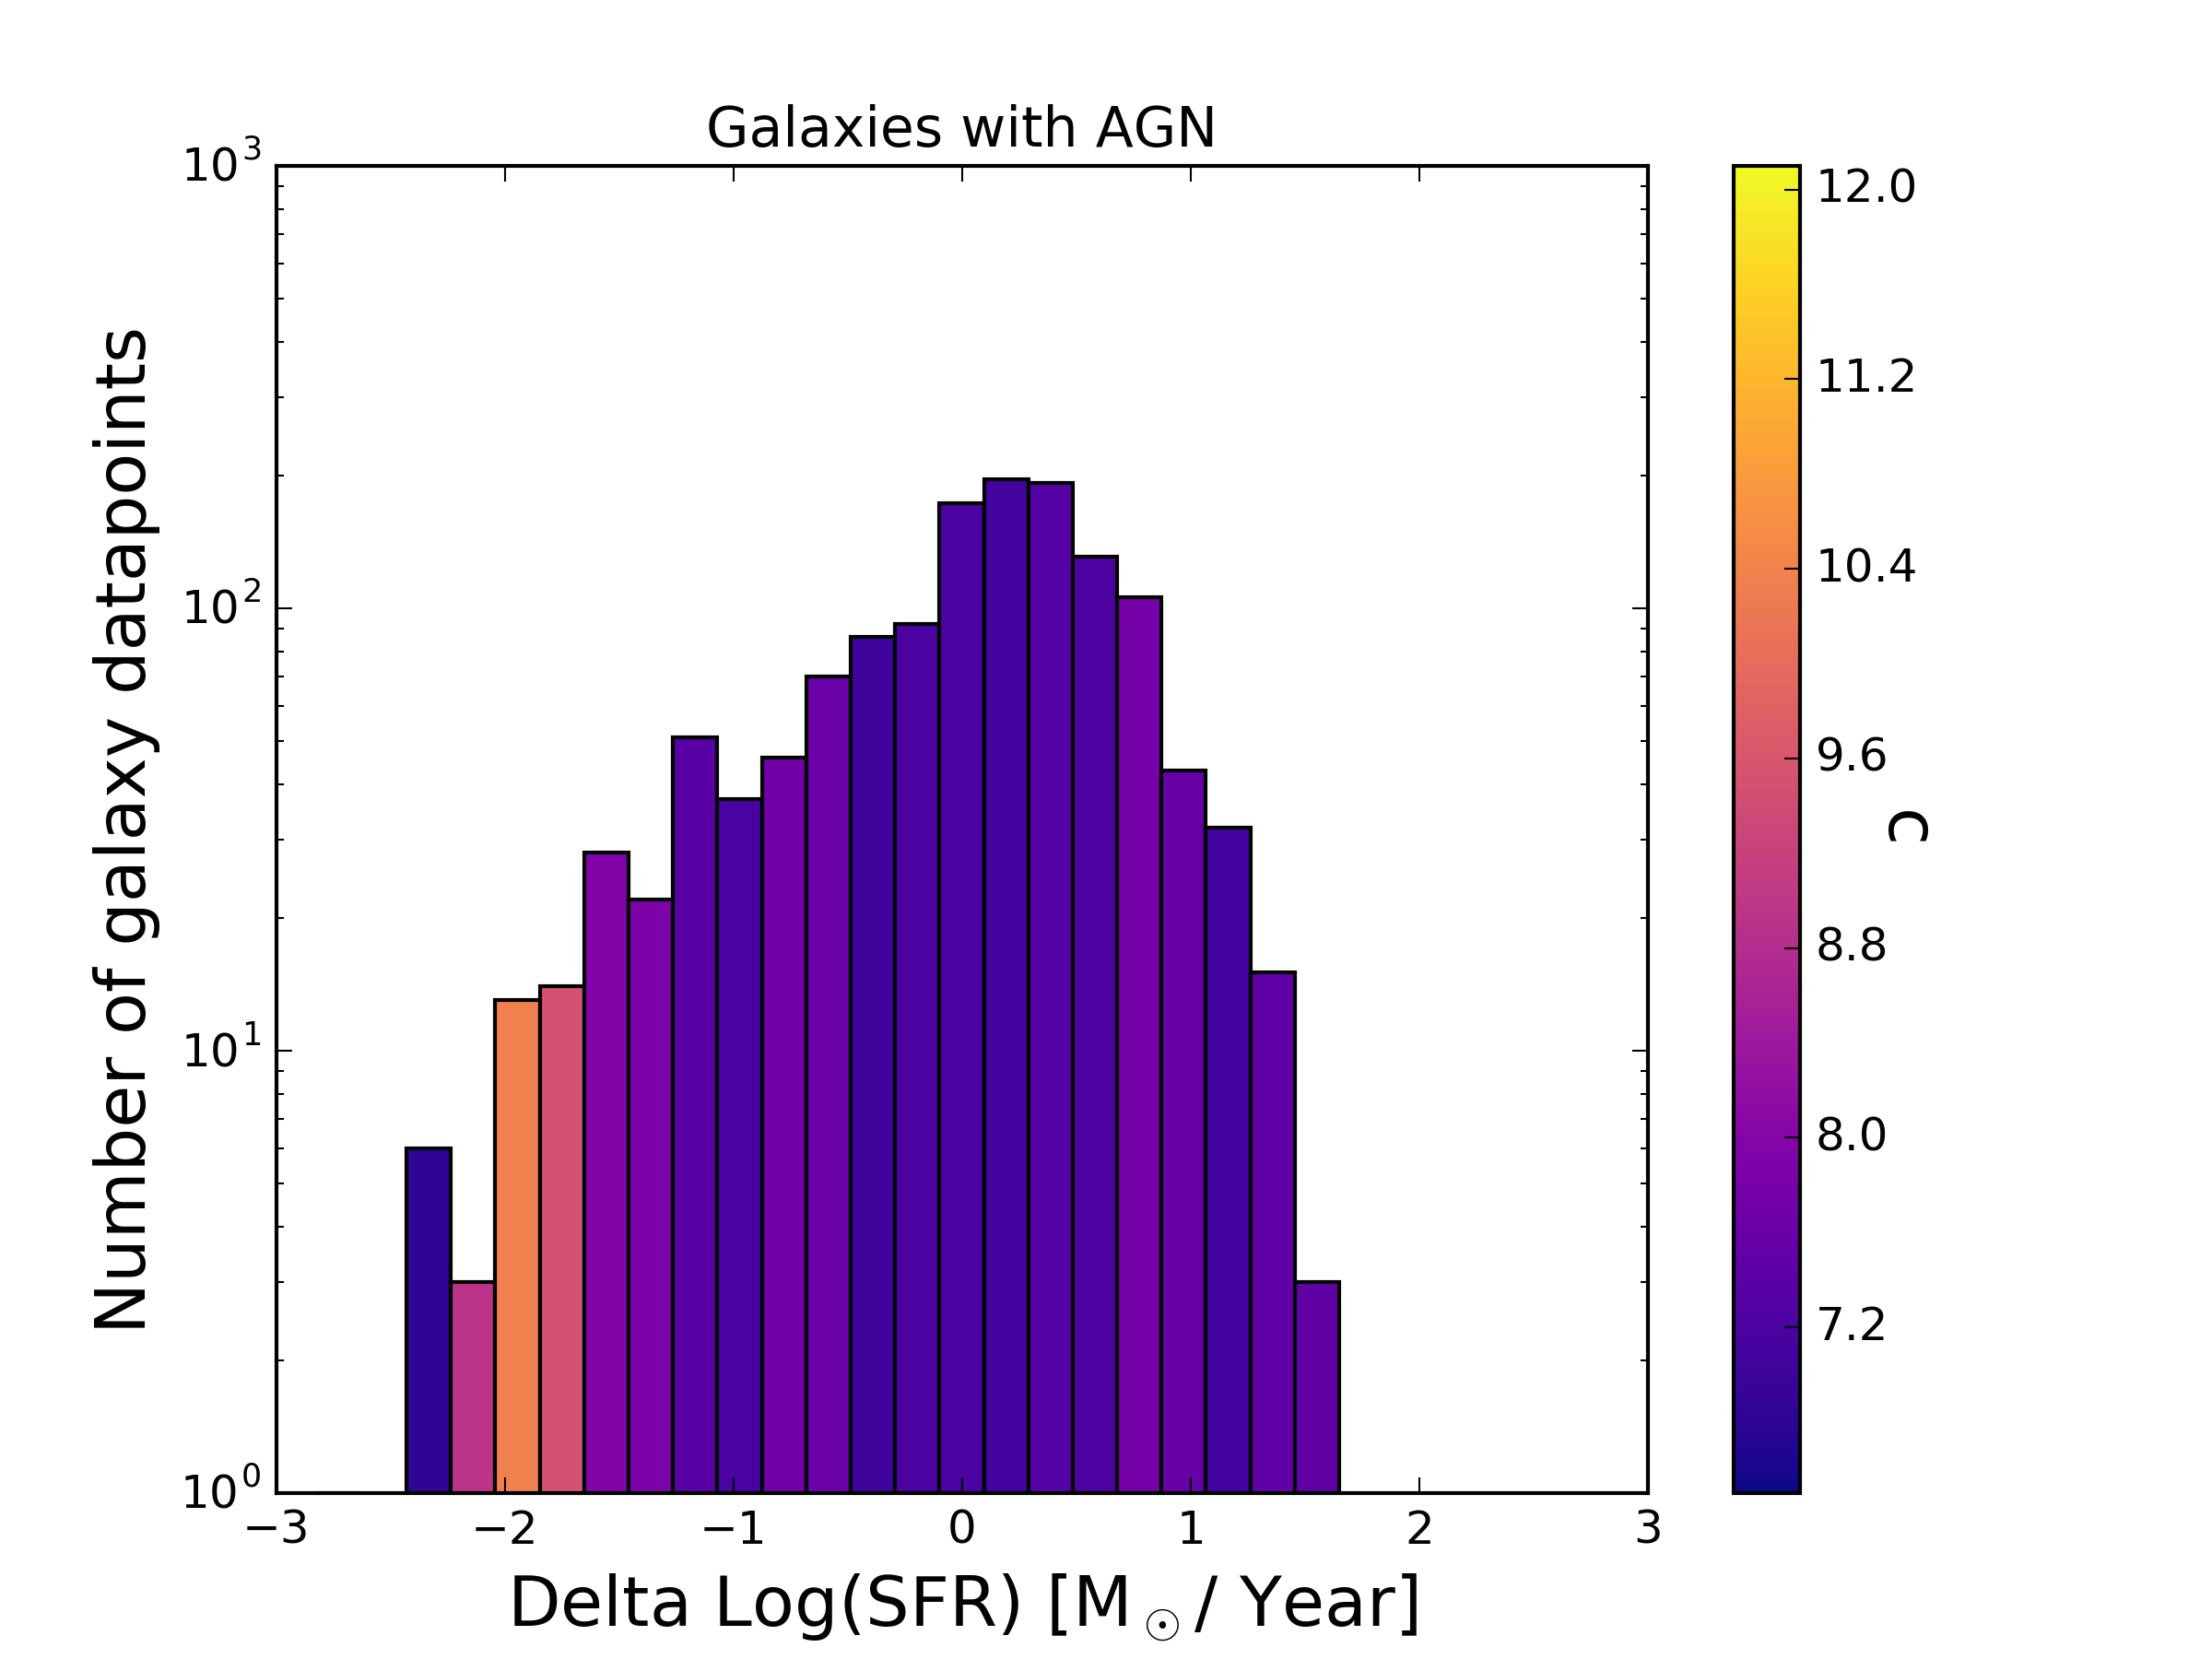 Galaxies with AGN
10^3
10^2
10^1
10^0
Number of galaxy datapoints
−3 −2 −1 0 1 2 3
Delta Log(SFR) [M⊙/ Year]
12.0
11.2
10.4
9.6
8.8
8.0
7.2
C